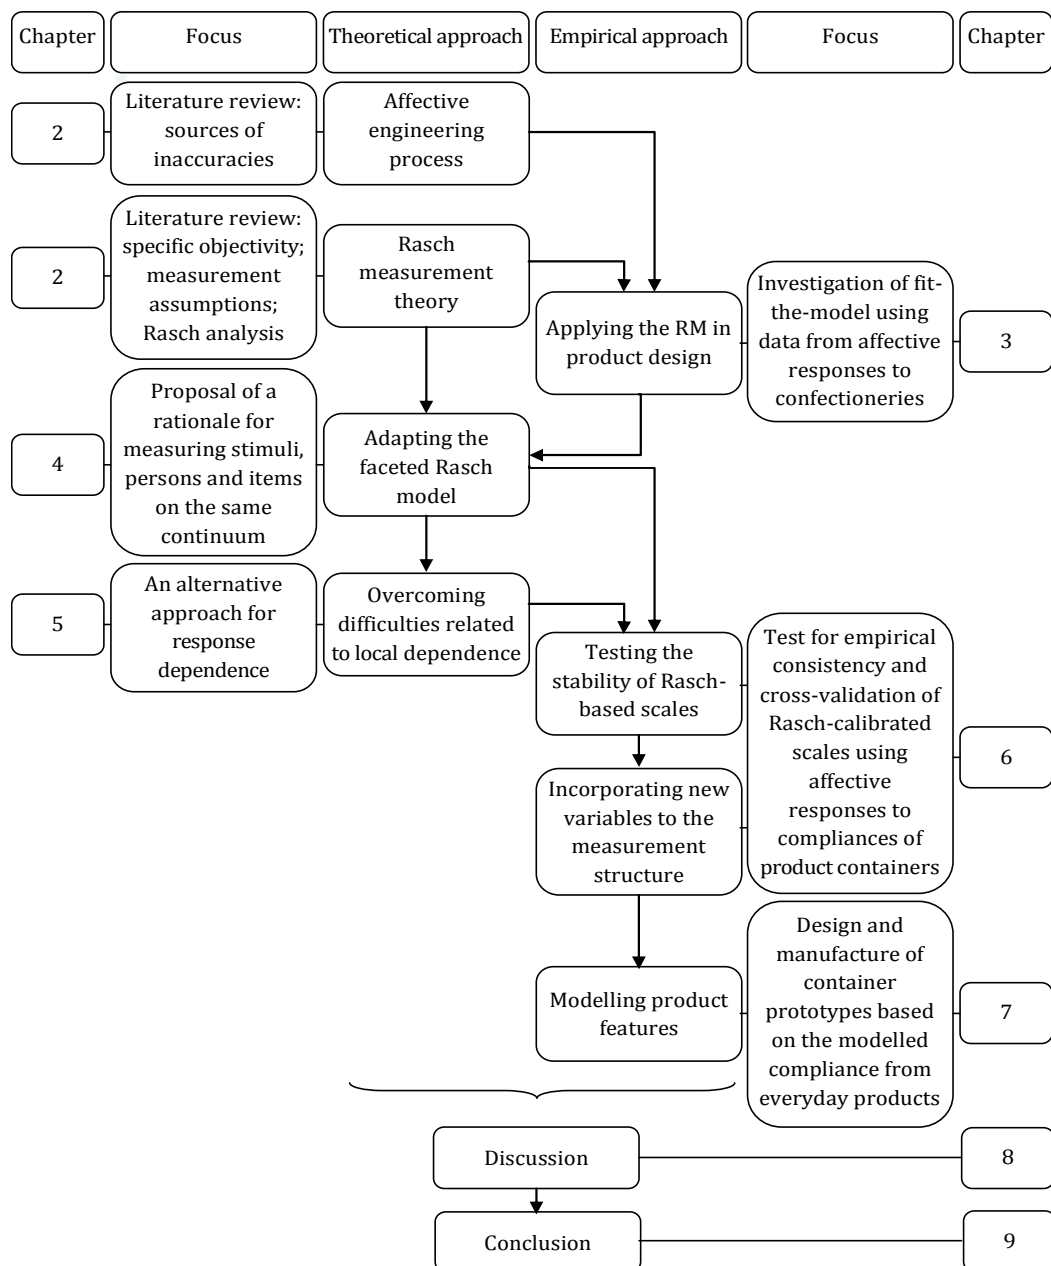 Chapter
Focus
Theoretical approach
Empirical approach
Focus
Chapter
2
Literature review:
sources of
inaccuracies
Affective
engineering
process
2
Literature review:
specific objectivity;
measurement
assumptions;
Rasch analysis
Rasch
measurement
theory
Applying the RM in
product design
Investigation of fit-
the-model using
data from affective
responses to
confectioneries
3
4
Proposal of a
rationale for
measuring stimuli,
persons and items
on the same
continuum
Adapting the
faceted Rasch
model
5
An alternative
approach for
response
dependence
Overcoming
difficulties related
to local dependence
Testing the
stability of Rasch-
based scales
Test for empirical
consistency and
cross-validation of
Rasch-calibrated
scales using
affective
responses to
compliances of
product containers
6
Incorporating new
variables to the
measurement
structure
Modelling product
features
Design and
manufacture of
container
prototypes based
on the modelled
compliance from
everyday products
7
Discussion
8
Conclusion
9